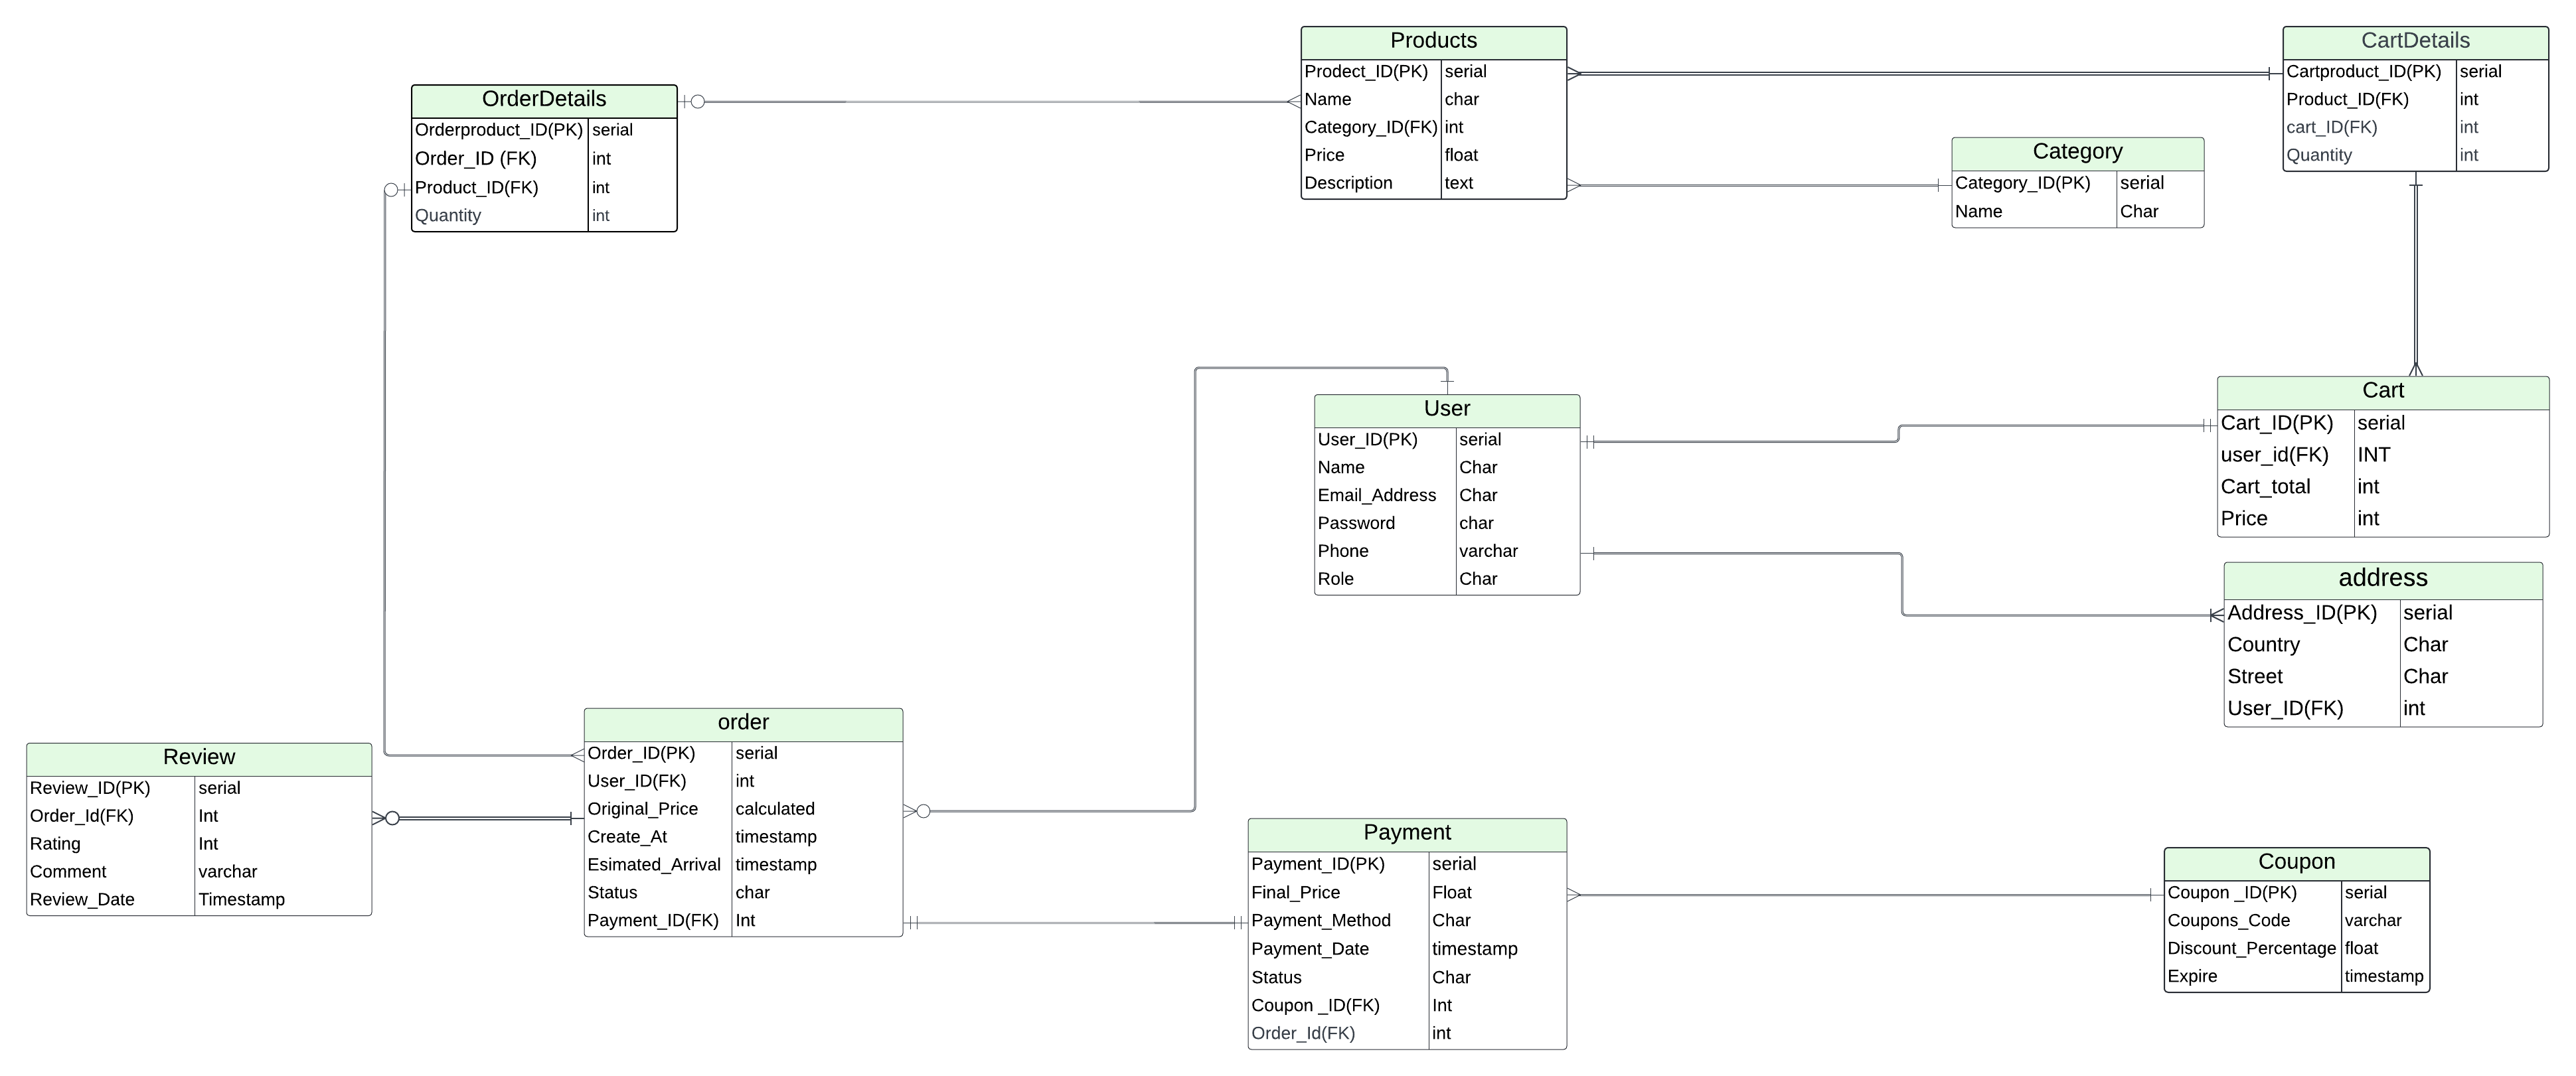 Products
Prodect_ID(PK) serial
Name char
Category_ID(FK) int
Price float
Description text
CartDetails
Cartproduct_ID(PK) serial
Product_ID(FK) int
cart_ID(FK) int
Quantity int
OrderDetails
Orderproduct_ID(PK) serial
Order_ID (FK) int
Product_ID(FK) int
Quantity int
Category
Category_ID(PK) serial
Name Char
User
User_ID(PK) serial
Name Char
Email_Address Char
Password char
Phone varchar
Role Char
Cart
Cart_ID(PK) serial
user_id(FK) INT
Cart_total int
Price int
address
Address_ID(PK) serial
Country Char
Street Char
User_ID(FK) int
order
Order_ID(PK) serial
User_ID(FK) int
Original_Price calculated
Create_At timestamp
Esimated_Arrival timestamp
Status char
Payment_ID(FK) Int
Review
Review_ID(PK) serial
Order_Id(FK) Int
Rating Int
Comment varchar
Review_Date Timestamp
Payment
Payment_ID(PK) serial
Final_Price Float
Payment_Method Char
Payment_Date timestamp
Status Char
Coupon _ID(FK) Int
Order_Id(FK) int
Coupon
Coupon _ID(PK) serial
Coupons_Code varchar
Discount_Percentage float
Expire timestamp